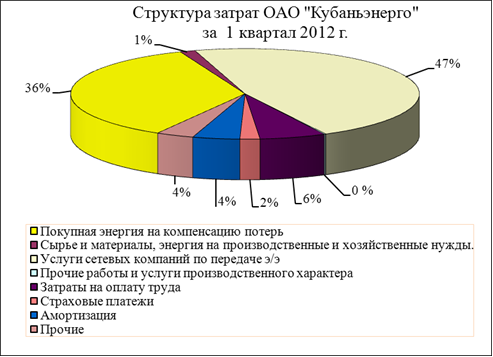 Структура затрат ОАО "Кубаньэнерго"
за 1 квартал 2012 г.
1%
47%
36%
4%
4%
2%
6%
0 %
Покупная энергия на компенсацию потерь
Сырье и материалы, энергия на производственные и хозяйственные нужды.
Услуги сетевых компаний по передаче э/э
Прочие работы и услуги производственного характера
Затраты на оплату труда
Страховые платежи
Амортизация
Прочие